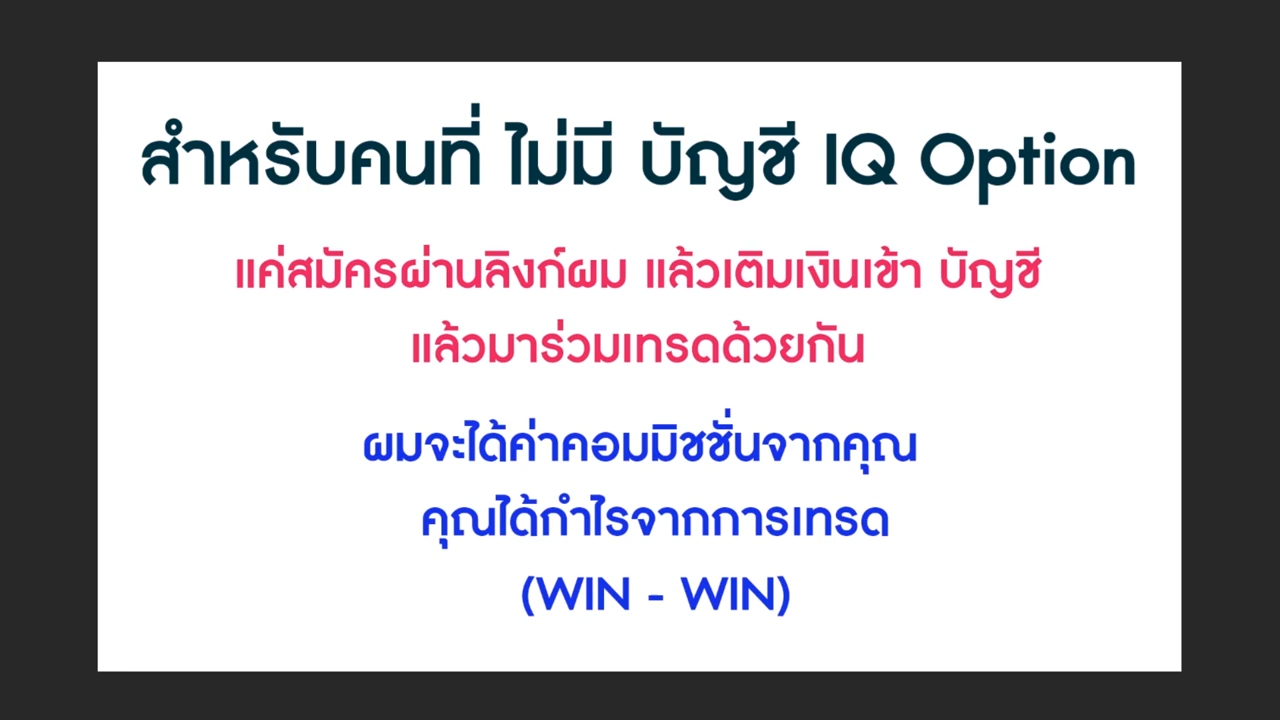 สำหรับคนที่ ไม่มี บัญชี IQ Option
แค่สมัครผ่านลิงก์ผม แล้วเติมเงินเข้า บัญชี
แล้วมาร่วมเทรดด้วยกัน
ผมจะได้ค่าคอมมิชชั่นจากคุณ
คุณได้กำไรจากการเทรด
(WIN - WIN)